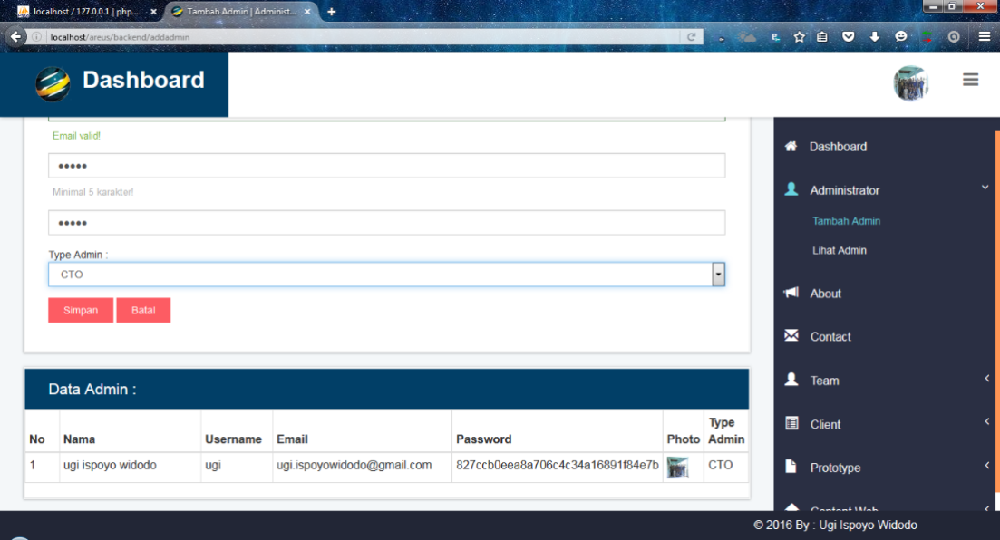 localhost / 127.0.0.1 | php...
Tambah Admin | Administ...
localhost/areus/backend/addadmin
Dashboard
Email valid!
•••••
Minimal 5 karakter!
•••••
Type Admin :
CTO
Simpan Batal
Data Admin :
No Nama Username Email Password Photo Type Admin
1 ugi ispoyo widodo ugi ugi.ispoyowidodo@gmail.com 827ccb0eea8a706c4c34a16891f84e7b CTO
Dashboard
Administrator
Tambah Admin
Lihat Admin
About
Contact
Team
Client
Prototype
Content Web
© 2016 By : Ugi Ispoyo Widodo